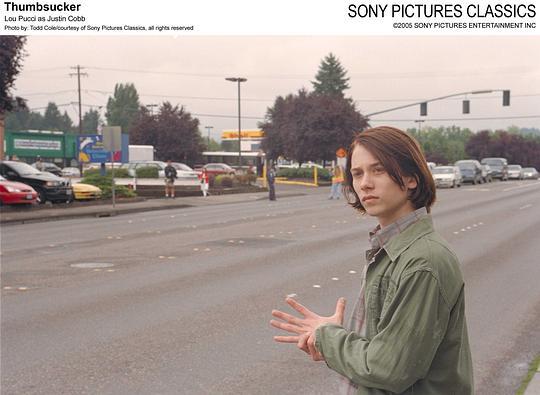 Thumbsucker
SONY PICTURES CLASSICS
Lou Pucci as Justin Cobb
©2005 SONY PICTURES ENTERTAINMENT INC
Photo by: Todd Cole/courtesy of Sony Pictures Classics, all rights reserved